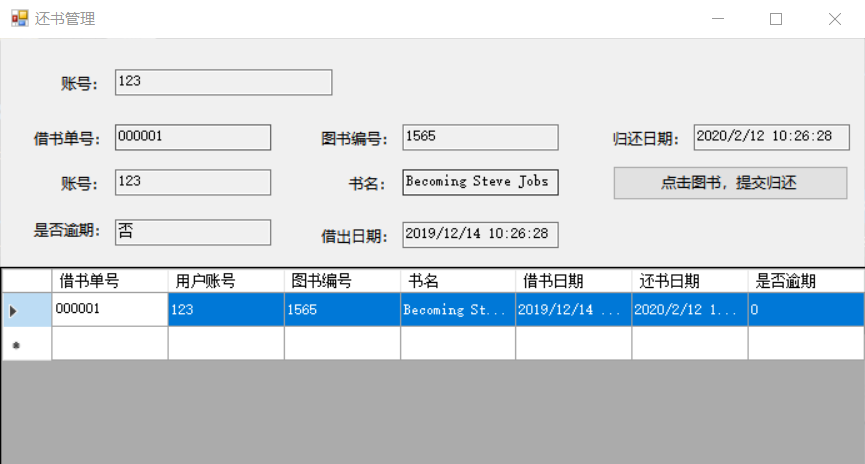 还书管理
账号： 123
借书单号： 000001 图书编号： 1565 归还日期： 2020/2/12 10:26:28
账号： 123 书名： Becoming Steve Jobs 点击图书，提交归还
是否逾期： 否 借出日期： 2019/12/14 10:26:28
借书单号 用户账号 图书编号 书名 借书日期 还书日期 是否逾期
000001 123 1565 Becoming St... 2019/12/14 ... 2020/2/12 1... 0